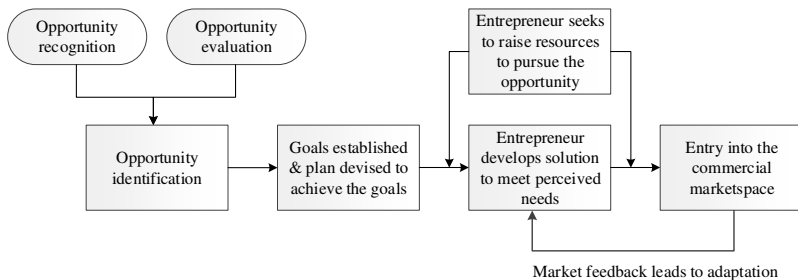 Opportunity
recognition
Opportunity
evaluation
Entrepreneur seeks
to raise resources
to pursue the
opportunity
Opportunity
identification
Goals established
& plan devised to
achieve the goals
Entrepreneur
develops solution
to meet perceived
needs
Entry into the
commercial
marketspace
Market feedback leads to adaptation